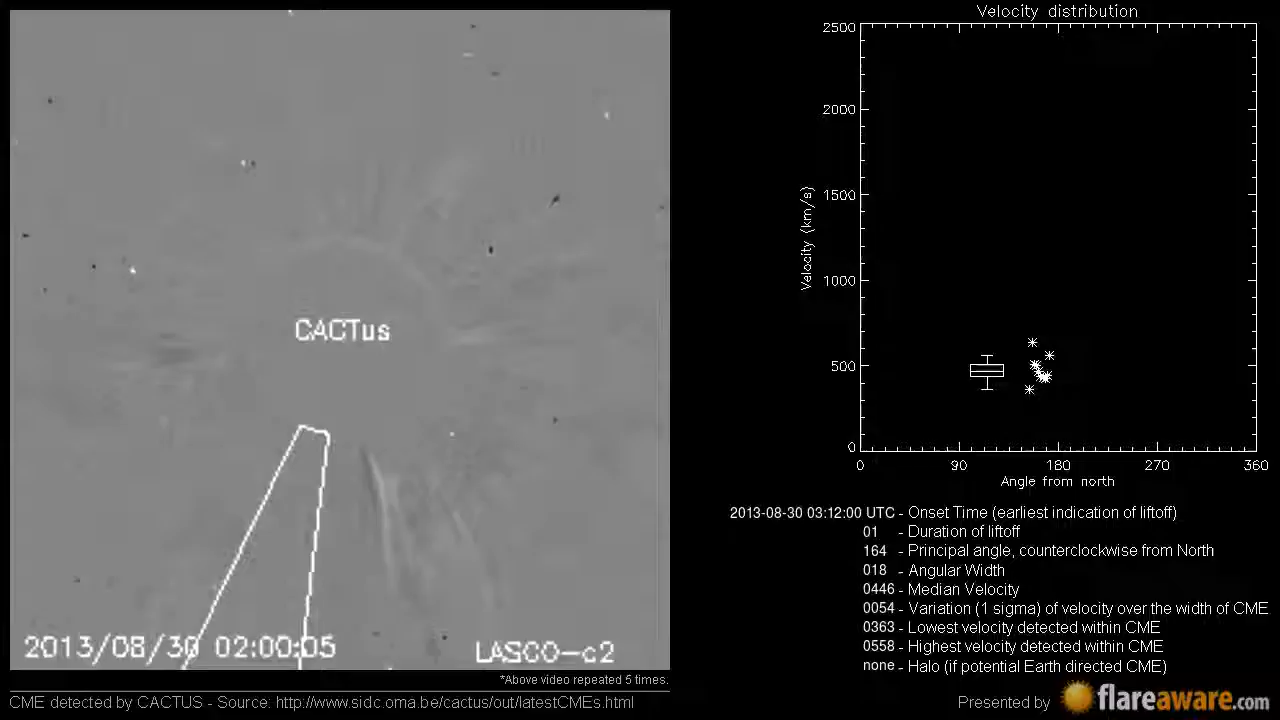 CACTus
2013/08/30 02:00:05
LASCO-c2
*Above video repeated 5 times.
CME detected by CACTUS - Source: http://www.sidc.oma.be/cactus/out/latestCMEs.html
Velocity distribution
2500
2000
1500
1000
500
0
Velocity (km/s)
0 90 180 270 360
Angle from north
2013-08-30 03:12:00 UTC - Onset Time (earliest indication of liftoff)
01 - Duration of liftoff
164 - Principal angle, counterclockwise from North
018 - Angular Width
0446 - Median Velocity
0054 - Variation (1 sigma) of velocity over the width of CME
0363 - Lowest velocity detected within CME
0558 - Highest velocity detected within CME
none - Halo (if potential Earth directed CME)
Presented by flareaware.com